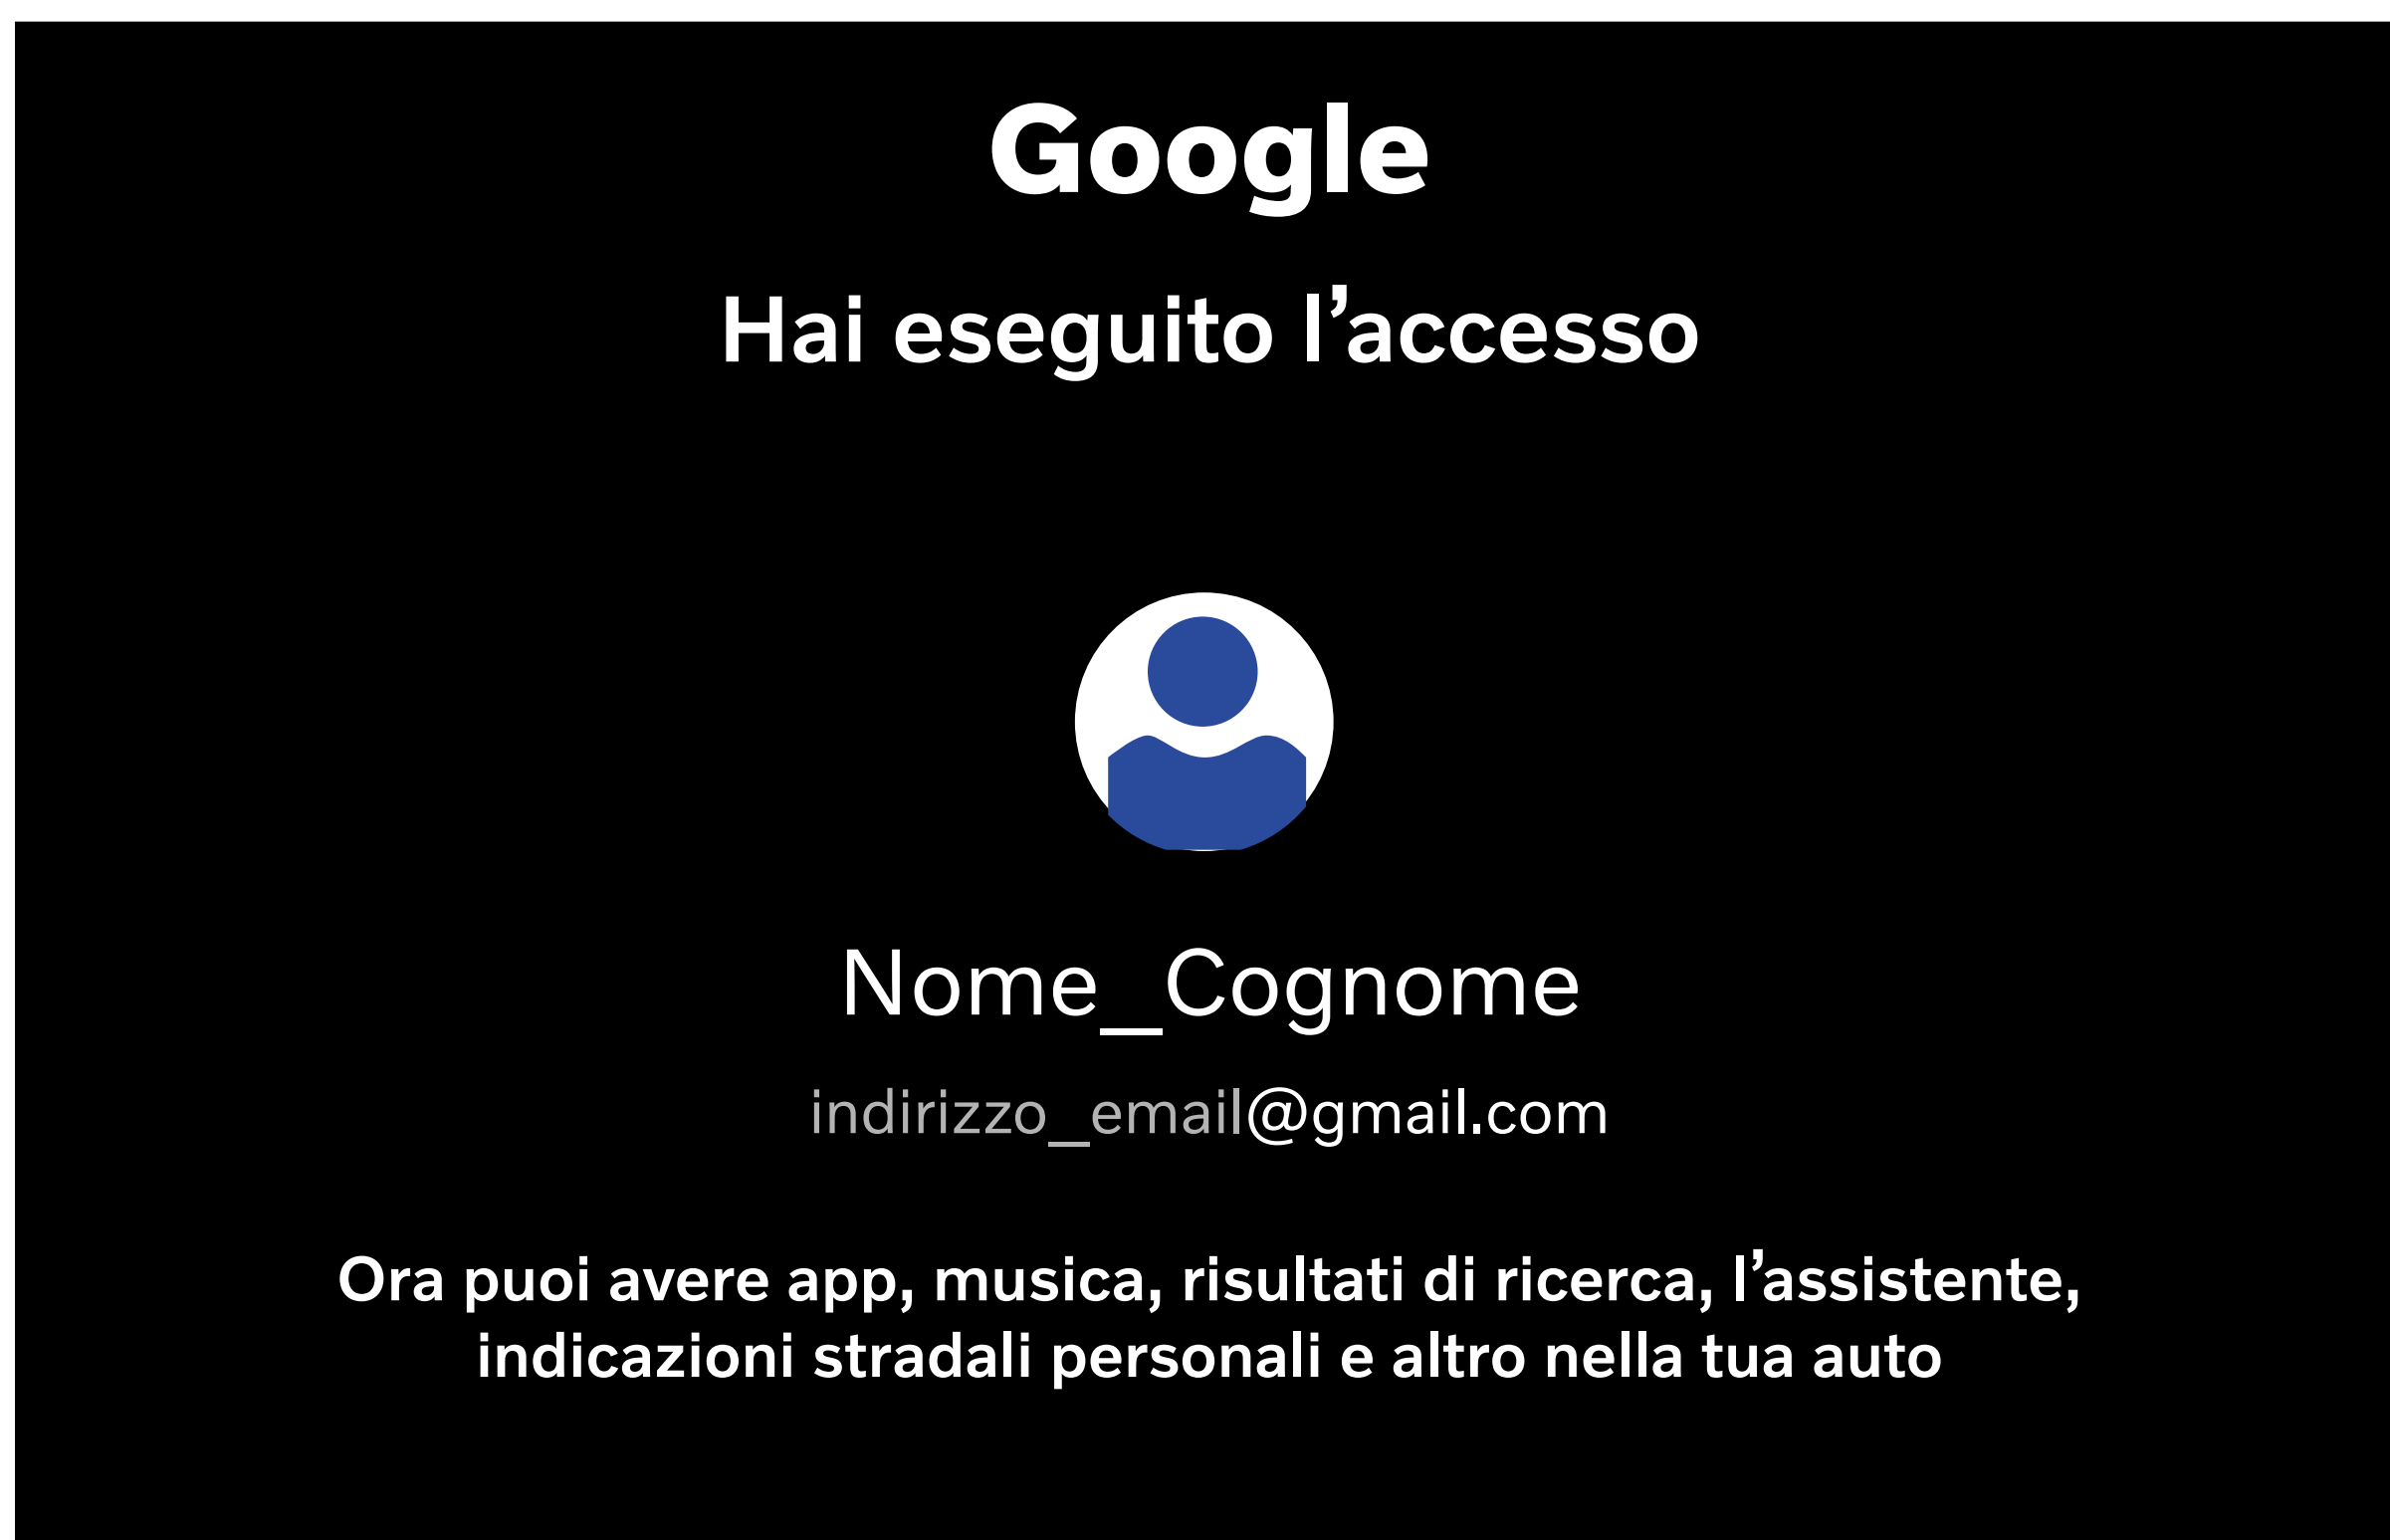 Google
Hai eseguito l’accesso
Nome_Cognome
indirizzo_email@gmail.com
Ora puoi avere app, musica, risultati di ricerca, l’assistente,
indicazioni stradali personali e altro nella tua auto